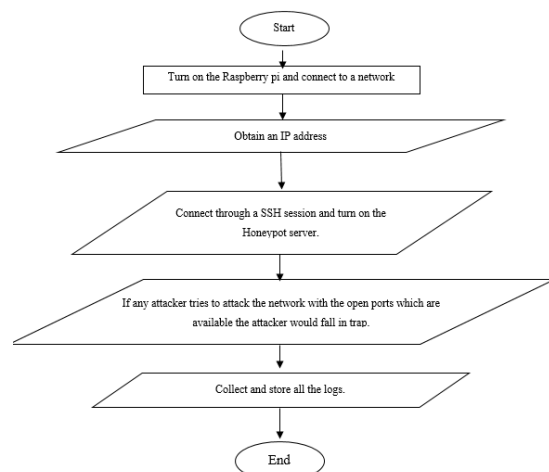 Start
Turn on the Raspberry pi and connect to a network
Obtain an IP address
Connect through a SSH session and turn on the
Honeypot server.
If any attacker tries to attack the network with the open ports which are
available the attacker would fall in trap.
Collect and store all the logs.
End